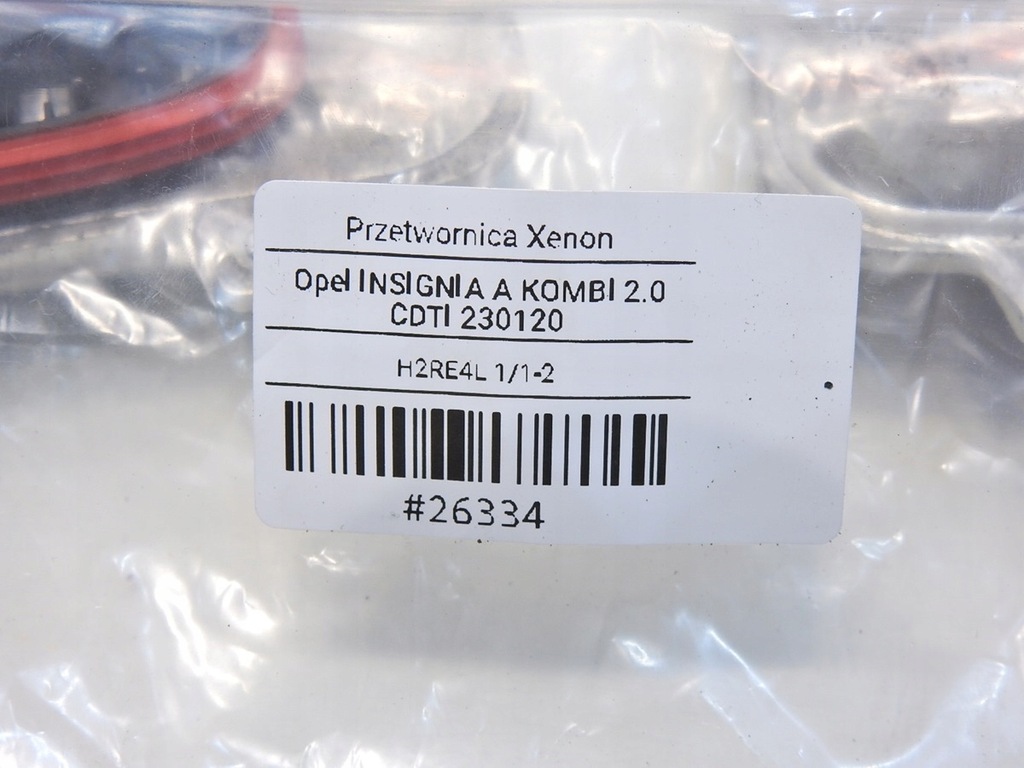 Przetwornica Xenon
Opel INSIGNIA A KOMBI 2.0
CDTI 230120
H2RE4L 1/1-2
#26334